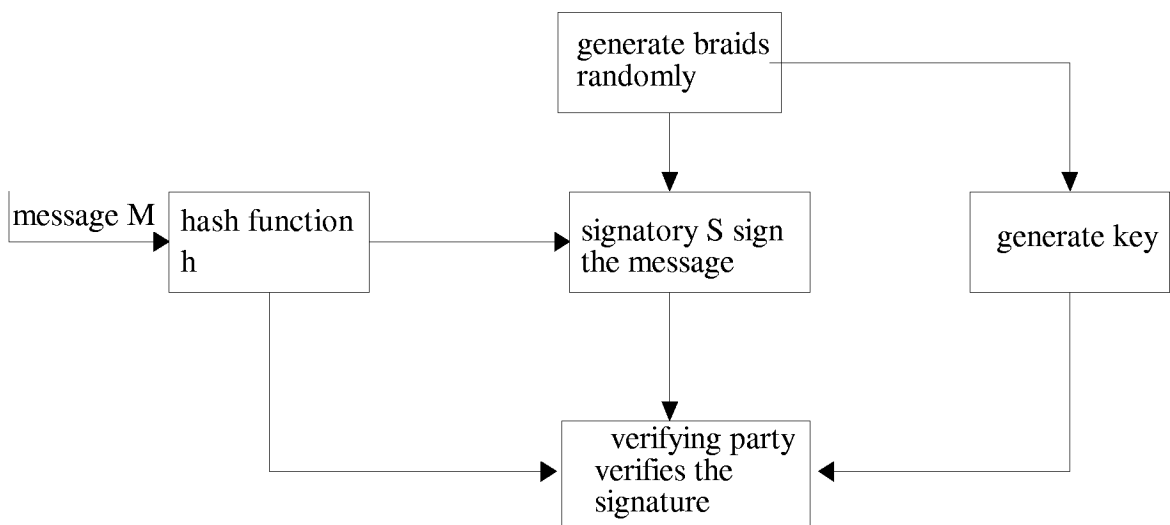 generate braids
randomly
message M
hash function
h
signatory S sign
the message
generate key
verifying party
verifies the
signature